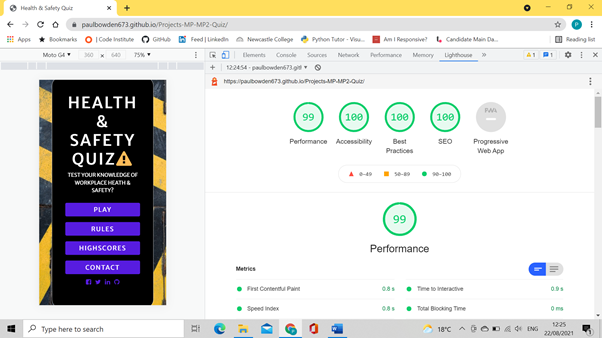 Health & Safety Quiz
paulbowden673.github.io/Projects-MP-MP2-Quiz/
Apps Bookmarks [ Code Institute GitHub Feed | LinkedIn Newcastle College Python Tutor - Visu... Am I Responsive? Candidate Main Da... Reading list
Moto G4 360 × 640 75%
Elements Console Sources Network Performance Memory Lighthouse 1 1
12:24:54 - paulbowden673.git
https://paulbowden673.github.io/Projects-MP-MP2-Quiz/
HEALTH
&
SAFETY
QUIZ
TEST YOUR KNOWLEDGE OF
WORKPLACE HEATH &
SAFETY?
PLAY
RULES
HIGHSCORES
CONTACT
99 100 100 100
Performance Accessibility Best Practices SEO Progressive Web App
0–49 50–89 90–100
99
Performance
Metrics
First Contentful Paint 0.8 s Time to Interactive 0.9 s
Speed Index 0.8 s Total Blocking Time 0 ms
Type here to search
18°C ENG 12:25
22/08/2021